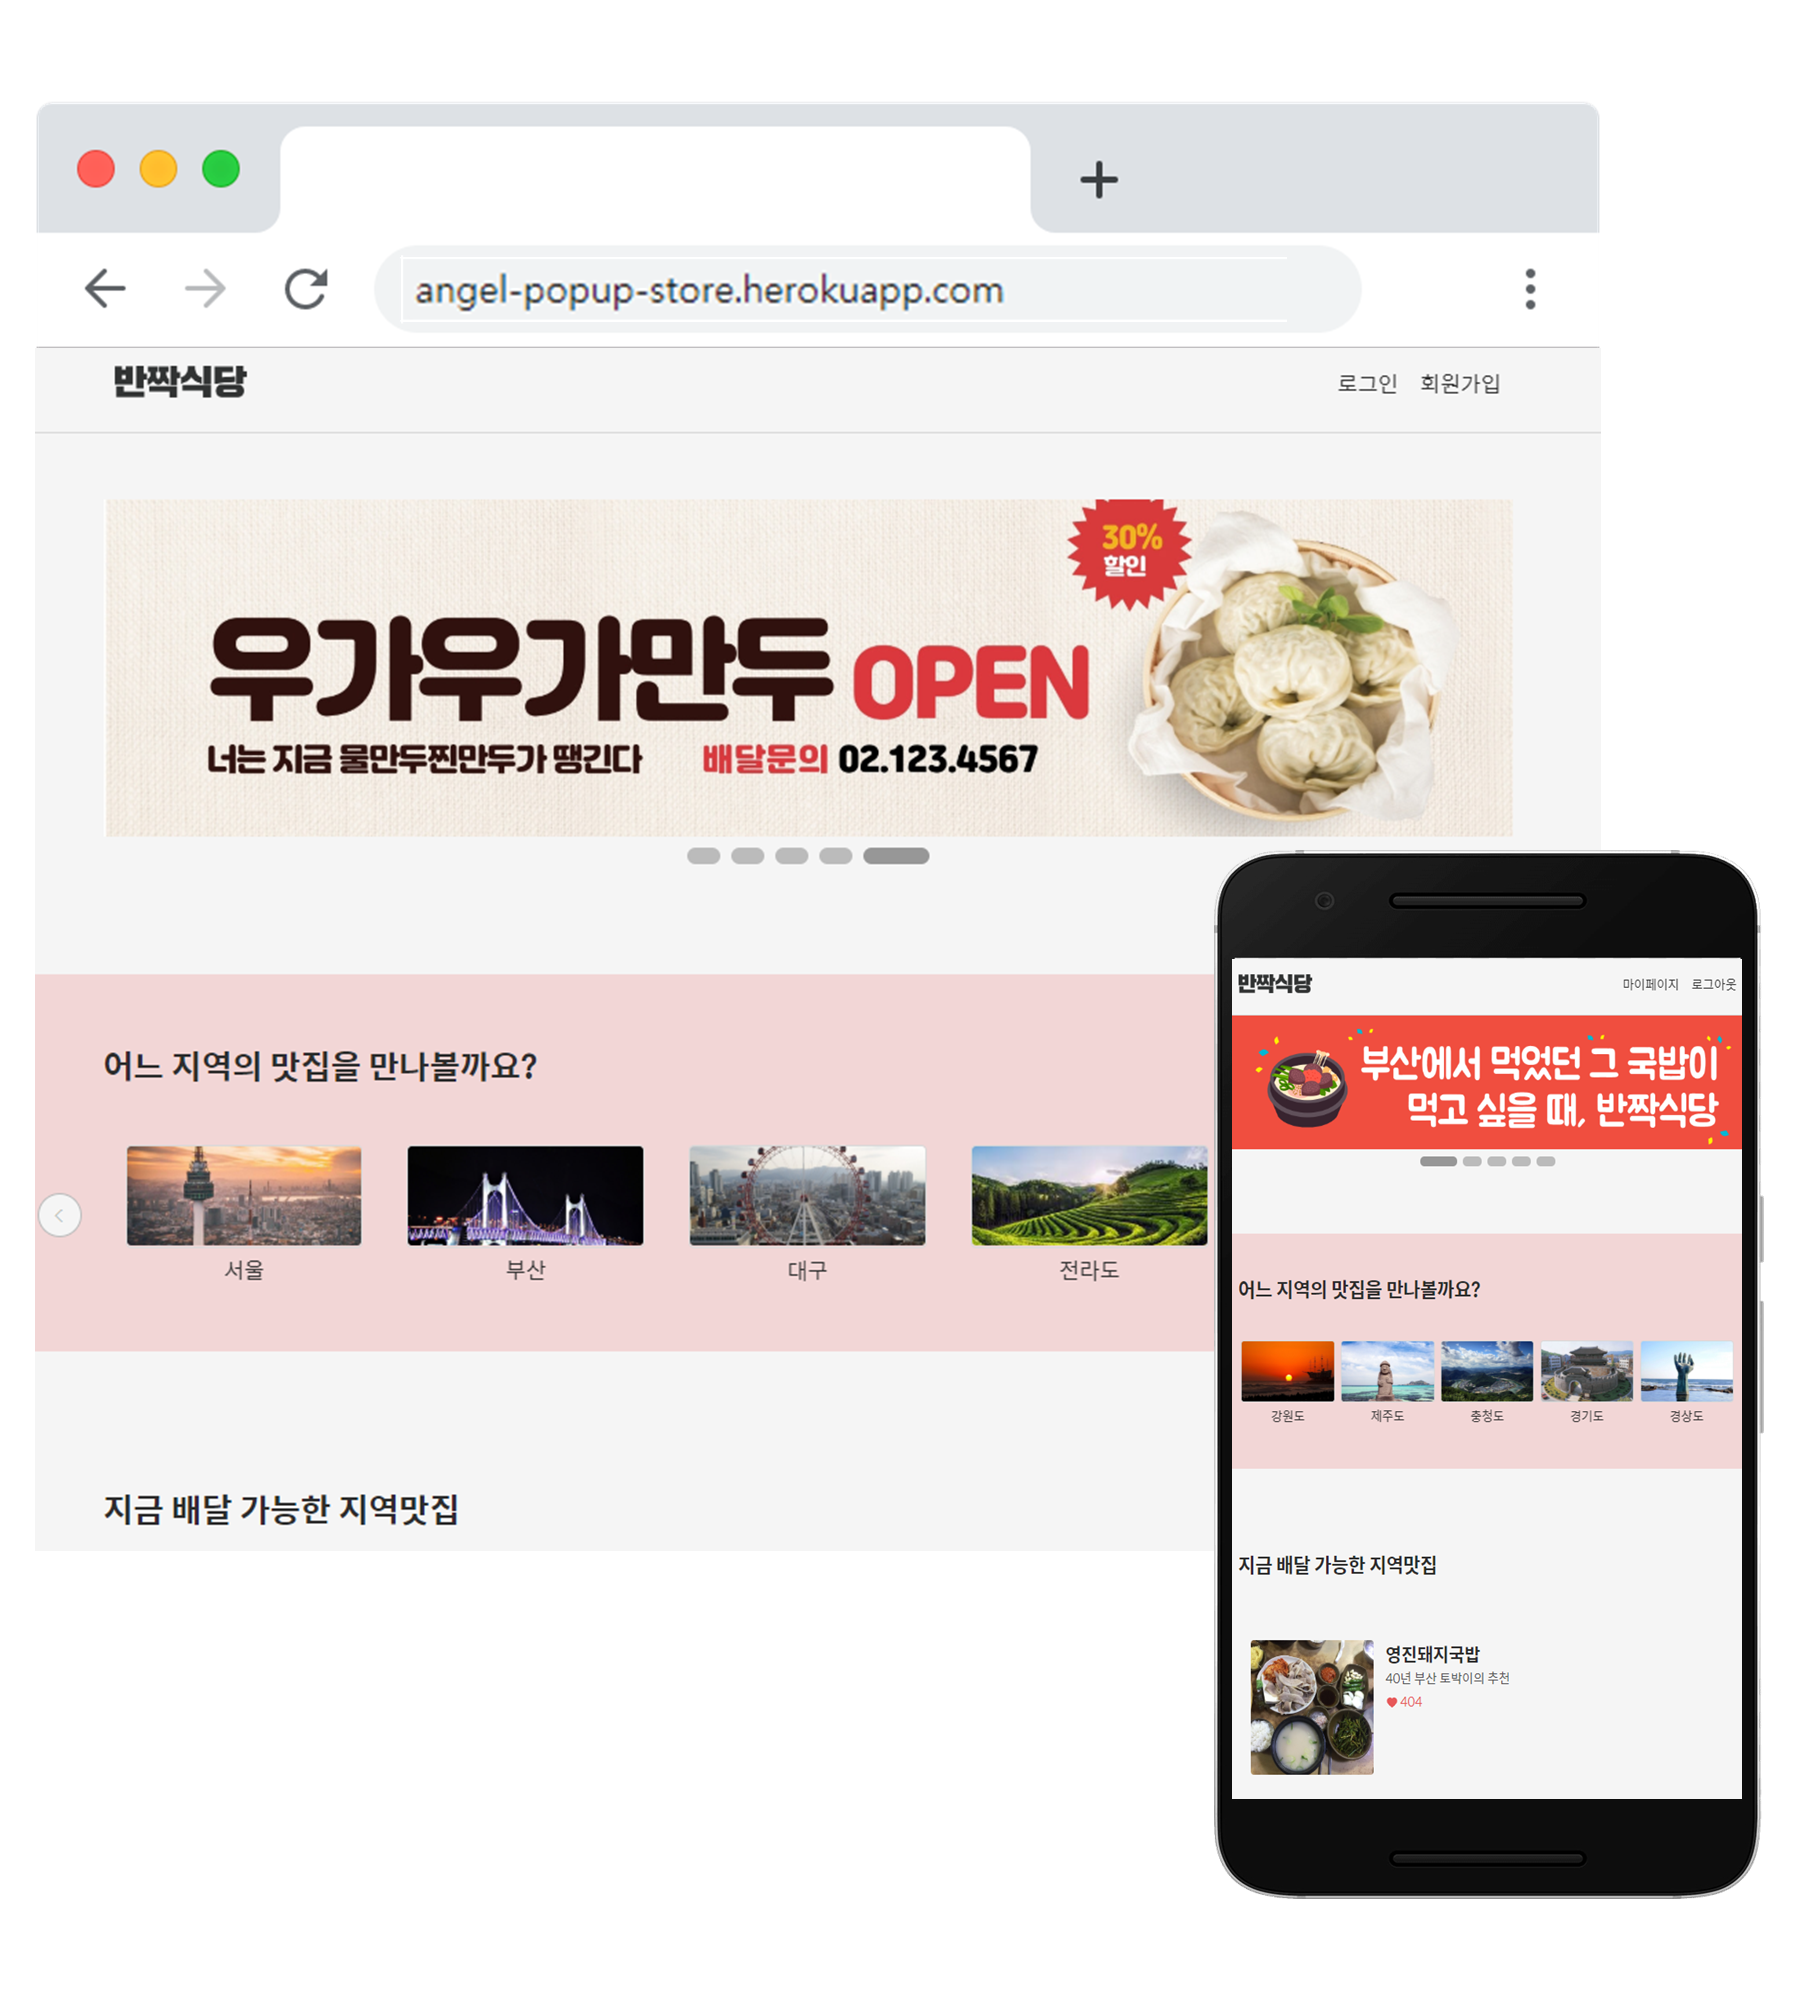 angel-popup-store.herokuapp.com
반짝식당
로그인 회원가입
30%
할인
우가우가만두 OPEN
너는 지금 물만두찐만두가 땡긴다 배달문의 02.123.4567
어느 지역의 맛집을 만나볼까요?
서울 부산 대구 전라도
지금 배달 가능한 지역맛집
반짝식당
마이페이지 로그아웃
부산에서 먹었던 그 국밥이
먹고 싶을 때, 반짝식당
어느 지역의 맛집을 만나볼까요?
강원도 제주도 충청도 경기도 경상도
지금 배달 가능한 지역맛집
영진돼지국밥
40년 부산 토박이의 추천
404